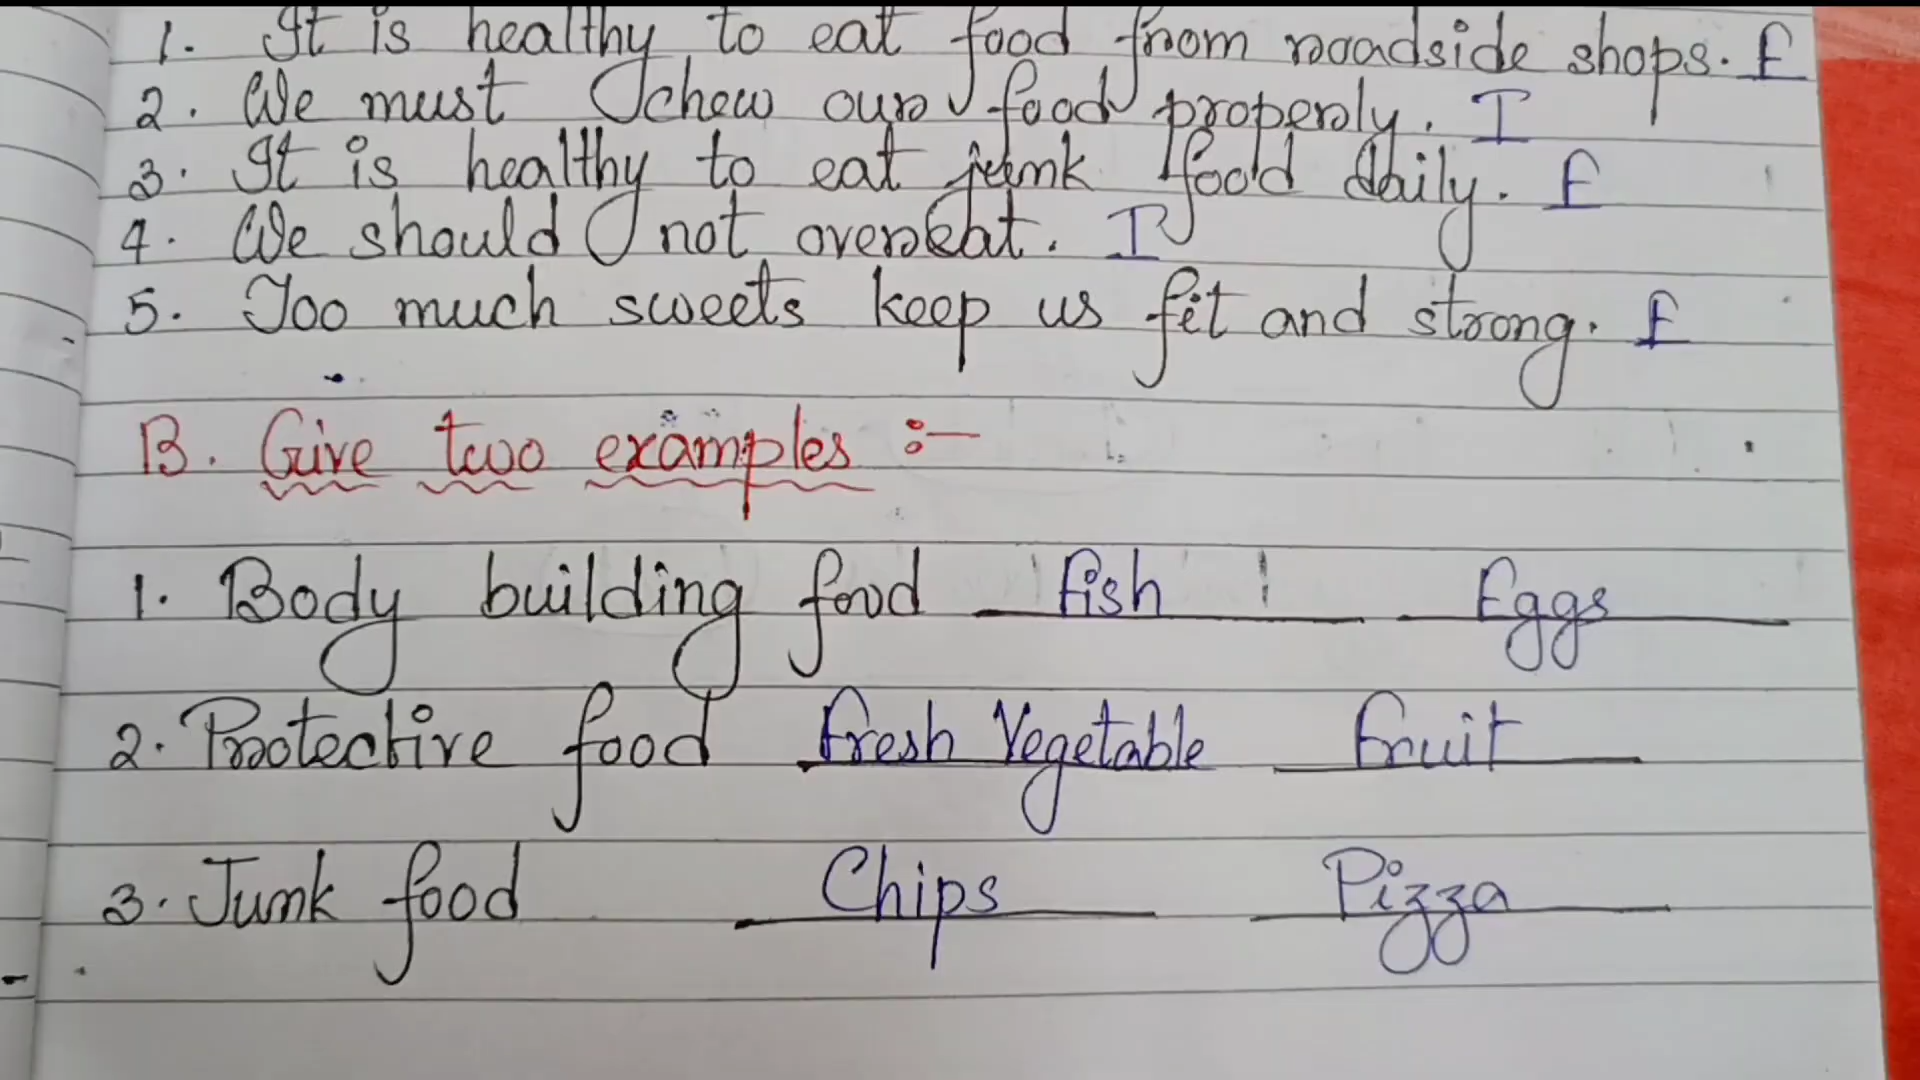 1. It is healthy to eat food from roadside shops. F
2. We must chew our food properly. T
3. It is healthy to eat junk food daily. F
4. We should not overeat. T
5. Too much sweets keep us fit and strong. F
B. Give two examples :-
1. Body building food Fish Eggs
2. Protective food Fresh Vegetable Fruit
3. Junk food Chips Pizza